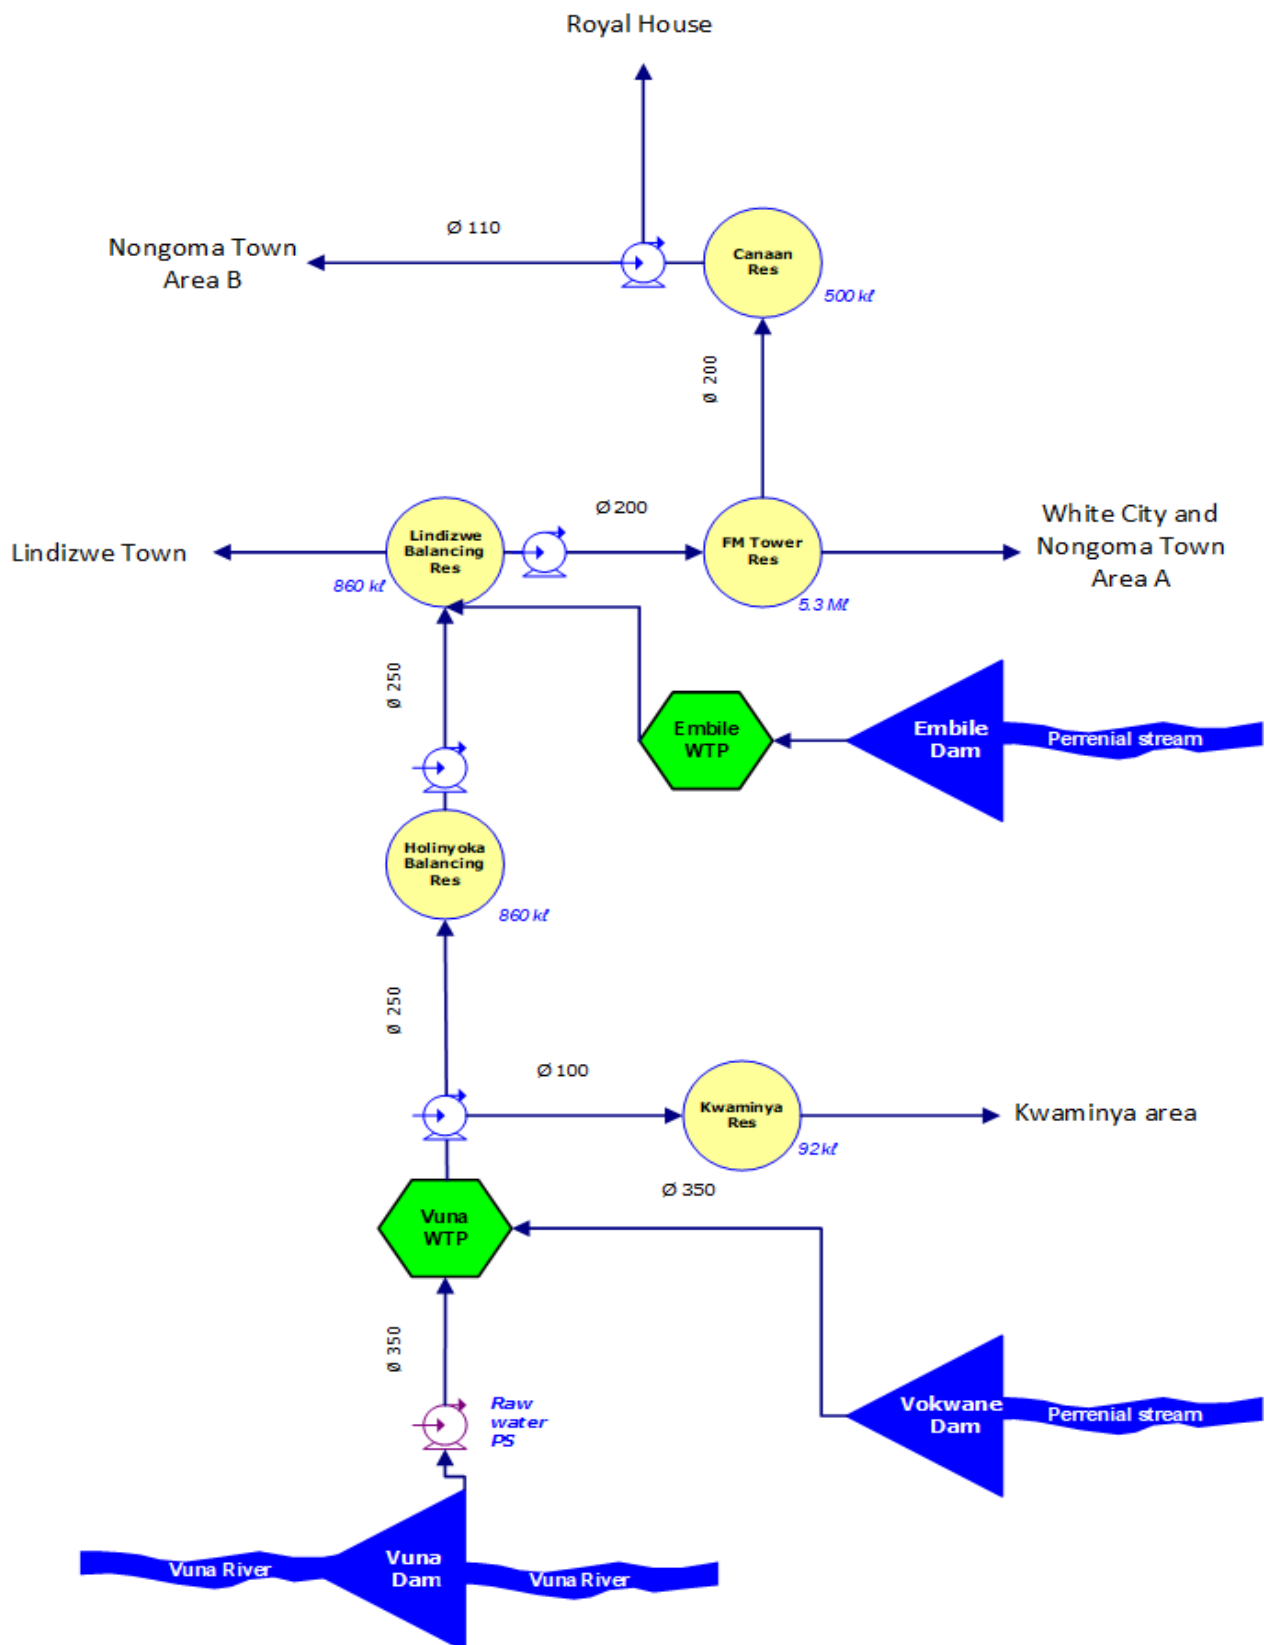 Royal House
Ø 110
Nongoma Town
Area B
Canaan
Res
500 kℓ
Ø 200
Ø 200
Lindizwe Town
Lindizwe
Balancing
Res
860 kℓ
FM Tower
Res
5.3 Mℓ
White City and
Nongoma Town
Area A
Ø 250
Embile
WTP
Embile
Dam
Perrenial stream
Holinyoka
Balancing
Res
860 kℓ
Ø 250
Ø 100
Kwaminya
Res
92 kℓ
Kwaminya area
Ø 350
Vuna
WTP
Ø 350
Raw
water
PS
Vokwane
Dam
Perrenial stream
Vuna River
Vuna
Dam
Vuna River